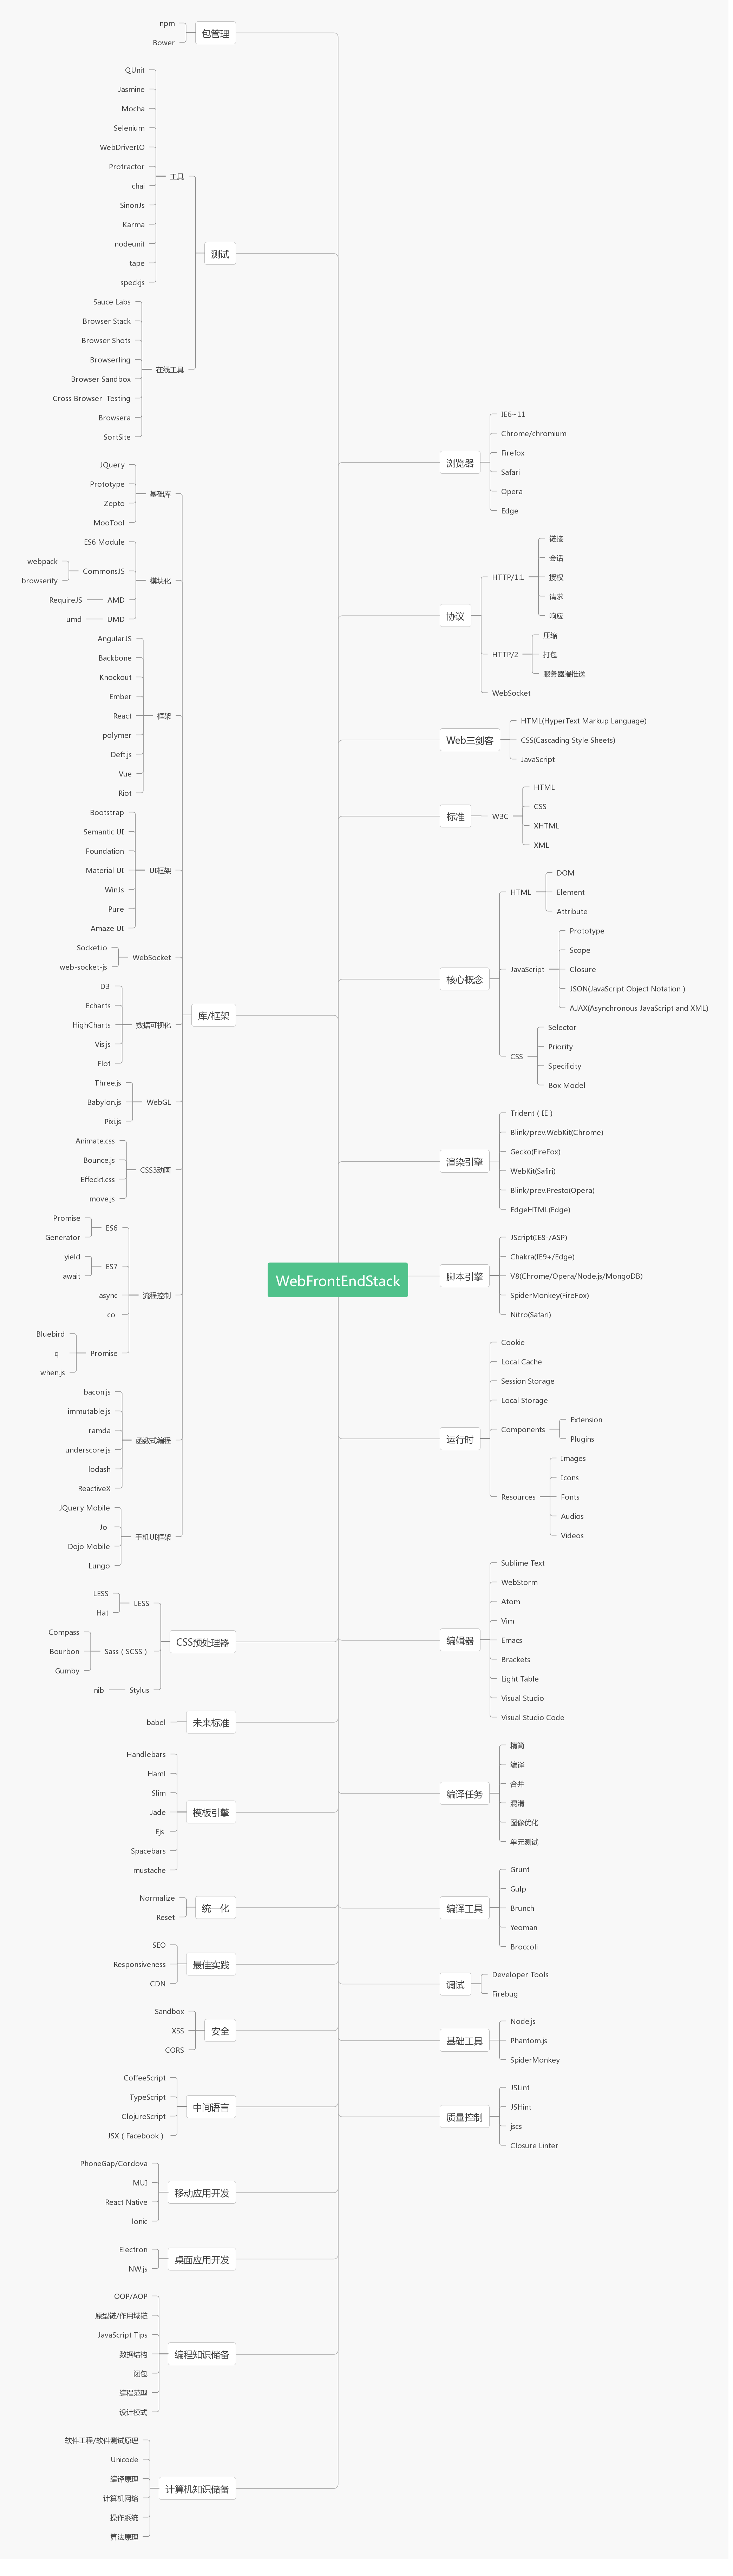 WebFrontEndStack
包管理
npm
Bower
测试
工具
QUnit
Jasmine
Mocha
Selenium
WebDriverIO
Protractor
chai
SinonJs
Karma
nodeunit
tape
speckjs
在线工具
Sauce Labs
Browser Stack
Browser Shots
Browserling
Browser Sandbox
Cross Browser  Testing
Browsera
SortSite
库/框架
基础库
JQuery
Prototype
Zepto
MooTool
模块化
ES6 Module
CommonsJS
webpack
browserify
AMD
RequireJS
UMD
umd
框架
AngularJS
Backbone
Knockout
Ember
React
polymer
Deft.js
Vue
Riot
UI框架
Bootstrap
Semantic UI
Foundation
Material UI
WinJs
Pure
Amaze UI
WebSocket
Socket.io
web-socket-js
数据可视化
D3
Echarts
HighCharts
Vis.js
Flot
WebGL
Three.js
Babylon.js
Pixi.js
CSS3动画
Animate.css
Bounce.js
Effeckt.css
move.js
流程控制
ES6
Promise
Generator
ES7
yield
await
async
co
Promise
Bluebird
q
when.js
函数式编程
bacon.js
immutable.js
ramda
underscore.js
lodash
ReactiveX
手机UI框架
JQuery Mobile
Jo
Dojo Mobile
Lungo
CSS预处理器
LESS
LESS
Hat
Sass ( SCSS )
Compass
Bourbon
Gumby
Stylus
nib
未来标准
babel
模板引擎
Handlebars
Haml
Slim
Jade
Ejs
Spacebars
mustache
统一化
Normalize
Reset
最佳实践
SEO
Responsiveness
CDN
安全
Sandbox
XSS
CORS
中间语言
CoffeeScript
TypeScript
ClojureScript
JSX ( Facebook )
移动应用开发
PhoneGap/Cordova
MUI
React Native
Ionic
桌面应用开发
Electron
NW.js
编程知识储备
OOP/AOP
原型链/作用域链
JavaScript Tips
数据结构
闭包
编程范型
设计模式
计算机知识储备
软件工程/软件测试原理
Unicode
编译原理
计算机网络
操作系统
算法原理
浏览器
IE6~11
Chrome/chromium
Firefox
Safari
Opera
Edge
协议
HTTP/1.1
链接
会话
授权
请求
响应
HTTP/2
压缩
打包
服务器端推送
WebSocket
Web三剑客
HTML(HyperText Markup Language)
CSS(Cascading Style Sheets)
JavaScript
标准
W3C
HTML
CSS
XHTML
XML
核心概念
HTML
DOM
Element
Attribute
JavaScript
Prototype
Scope
Closure
JSON(JavaScript Object Notation )
AJAX(Asynchronous JavaScript and XML)
CSS
Selector
Priority
Specificity
Box Model
渲染引擎
Trident ( IE )
Blink/prev.WebKit(Chrome)
Gecko(FireFox)
WebKit(Safiri)
Blink/prev.Presto(Opera)
EdgeHTML(Edge)
脚本引擎
JScript(IE8-/ASP)
Chakra(IE9+/Edge)
V8(Chrome/Opera/Node.js/MongoDB)
SpiderMonkey(FireFox)
Nitro(Safari)
运行时
Cookie
Local Cache
Session Storage
Local Storage
Components
Extension
Plugins
Resources
Images
Icons
Fonts
Audios
Videos
编辑器
Sublime Text
WebStorm
Atom
Vim
Emacs
Brackets
Light Table
Visual Studio
Visual Studio Code
编译任务
精简
编译
合并
混淆
图像优化
单元测试
编译工具
Grunt
Gulp
Brunch
Yeoman
Broccoli
调试
Developer Tools
Firebug
基础工具
Node.js
Phantom.js
SpiderMonkey
质量控制
JSLint
JSHint
jscs
Closure Linter